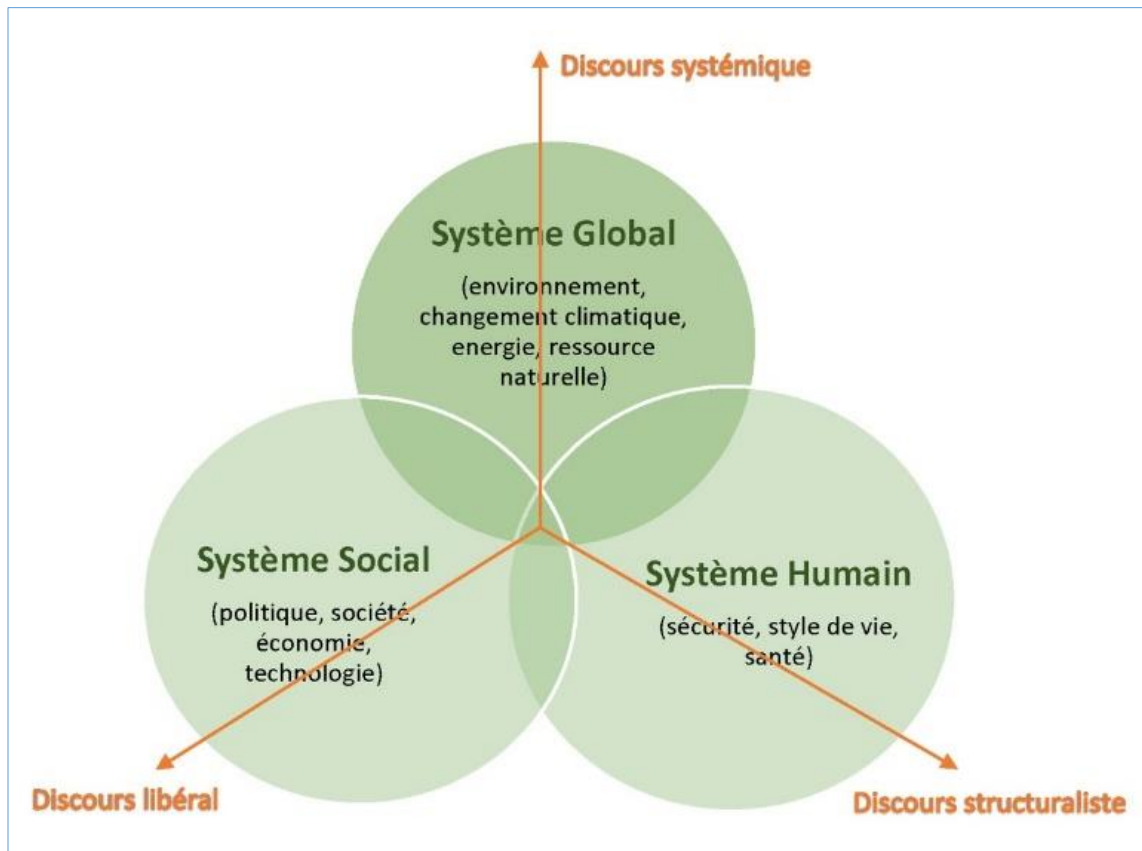 Discours systémique
Système Global
(environnement,
changement climatique,
energie, ressource
naturelle)
Système Social
(politique, société,
économie,
technologie)
Système Humain
(sécurité, style de vie,
santé)
Discours libéral
Discours structuraliste